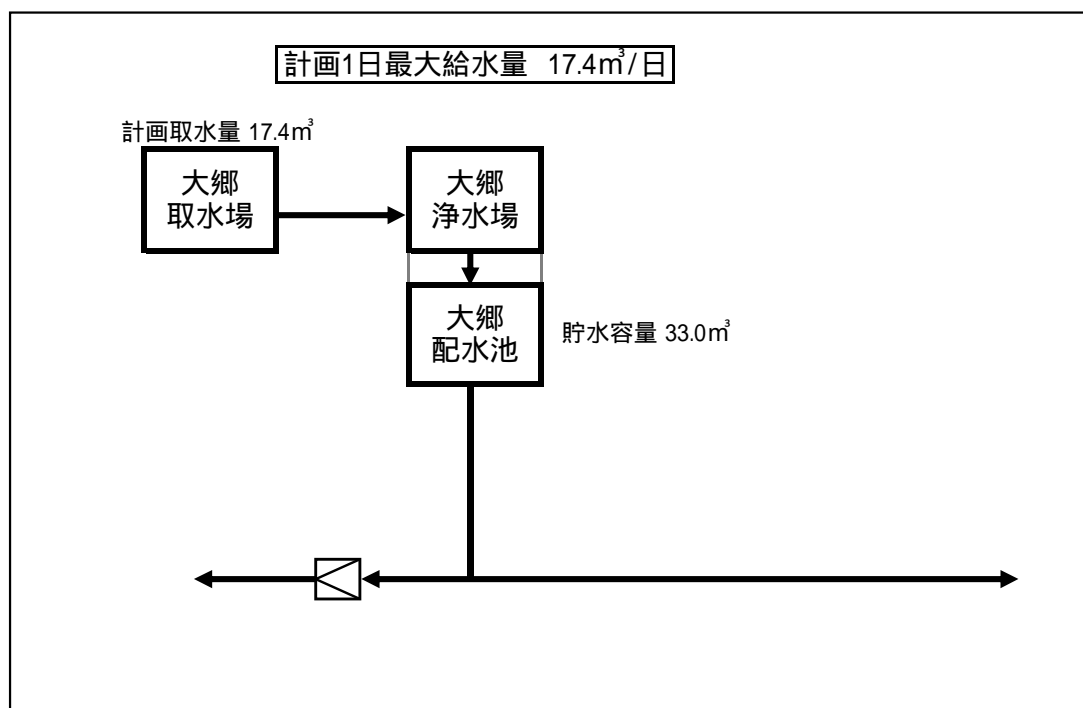 計画1日最大給水量 17.4㎥/日
計画取水量 17.4㎥
大郷
取水場
大郷
浄水場
大郷
配水池
貯水容量 33.0㎥